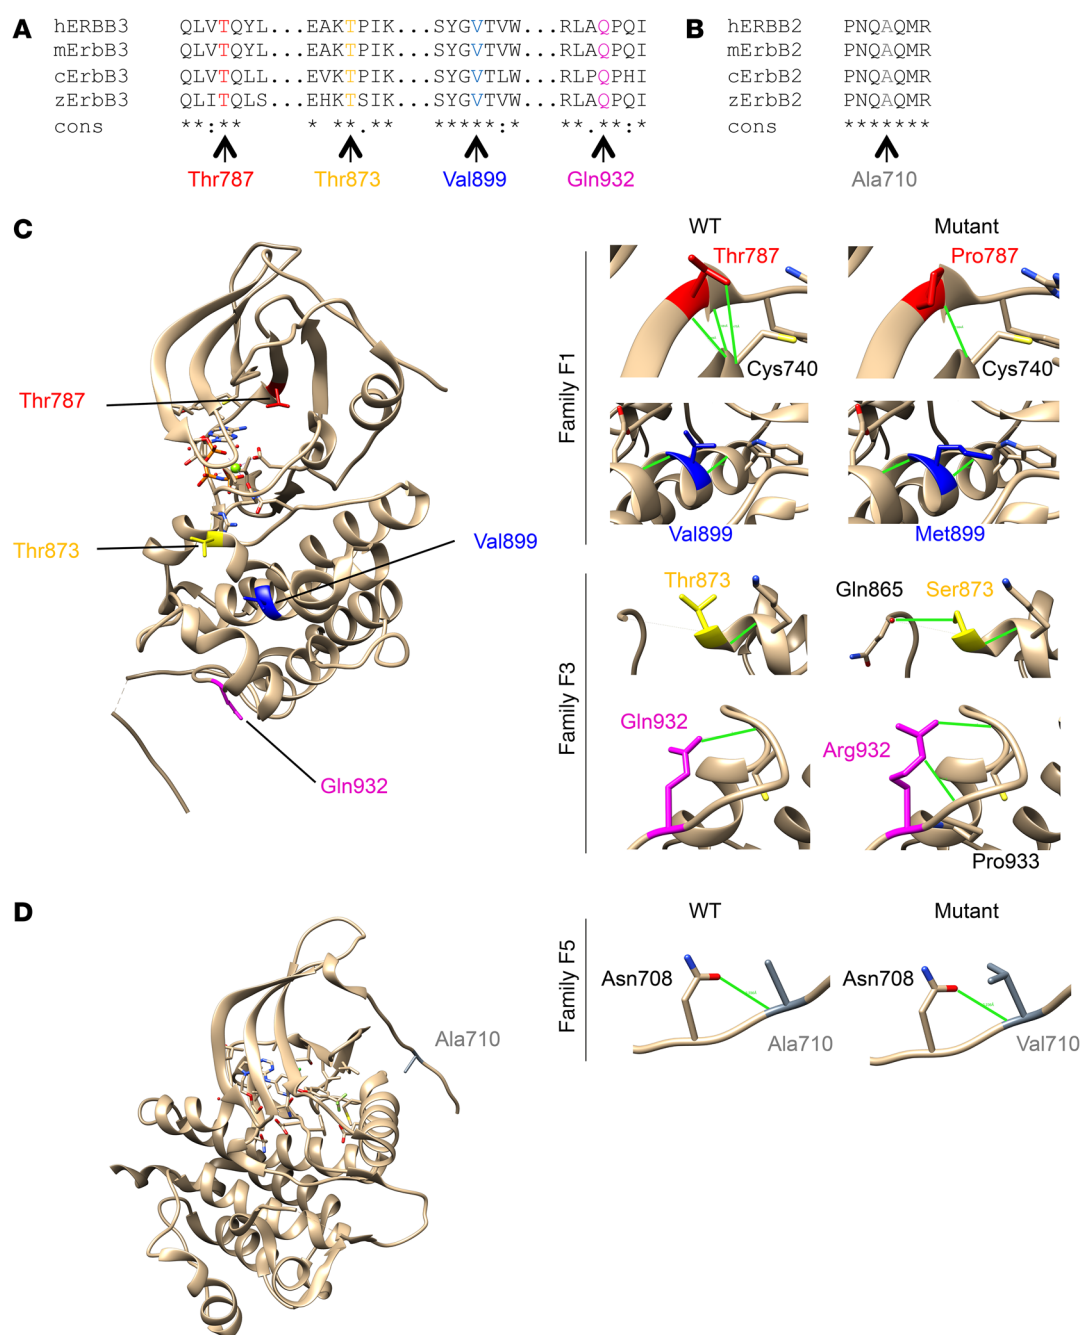 A
hERBB3 QLVTQYL...EAKTPIK...SYGVTVW...RLAQPQI
mErbB3 QLVTQYL...EAKTPIK...SYGVTVW...RLAQPQI
cErbB3 QLVTQLL...EVKTPIK...SYGVTLW...RLPQPHI
zErbB3 QLITQLS...EHKTSIK...SYGVTVW...RLAQPQI
cons **:** * **.** *****:* **.**:*
Thr787 Thr873 Val899 Gln932
B
hERBB2 PNQAQMR
mErbB2 PNQAQMR
cErbB2 PNQAQMR
zErbB2 PNQAQMR
cons *******
Ala710
C
Thr787
Thr873
Val899
Gln932
WT Mutant
Family F1
Thr787 Pro787
Cys740 Cys740
Val899 Met899
Family F3
Thr873 Gln865 Ser873
Gln932 Arg932
Pro933
D
Ala710
WT Mutant
Family F5
Asn708 Asn708
Ala710 Val710